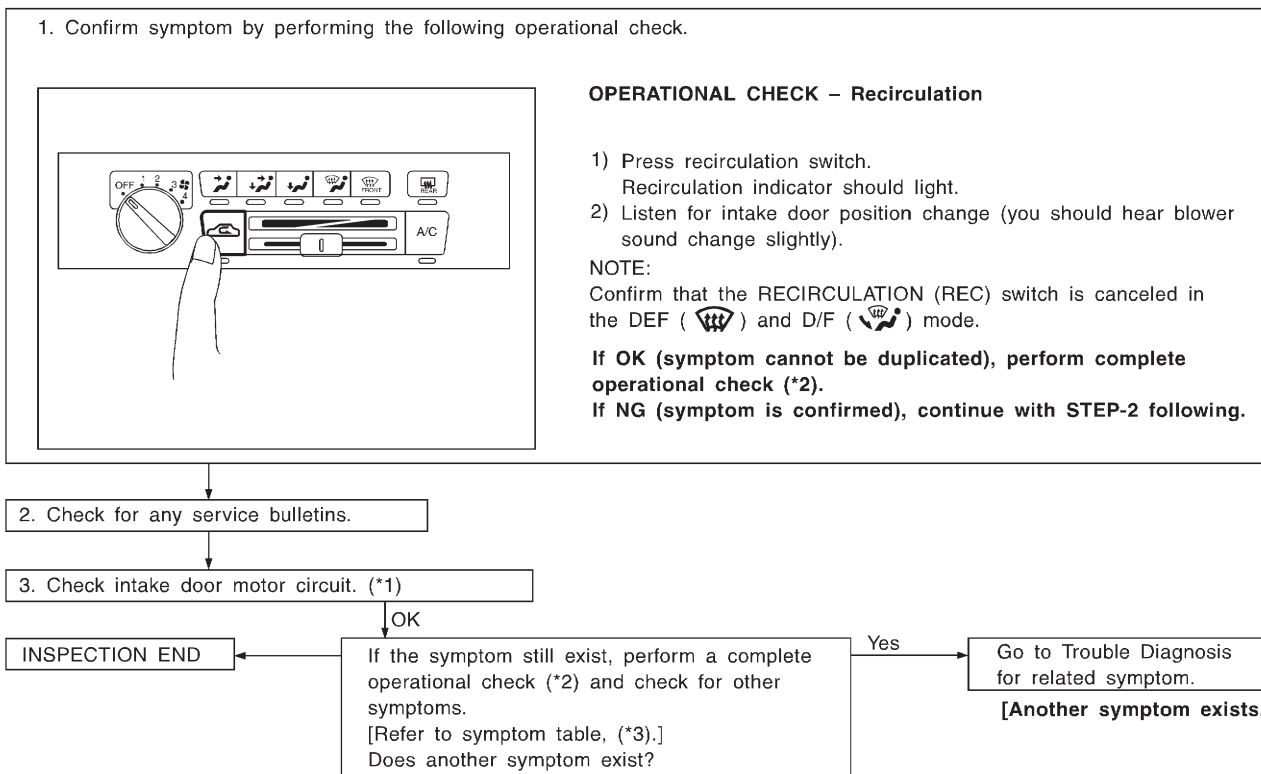 1. Confirm symptom by performing the following operational check.
OFF 1 2 3 4
FRONT
REAR
A/C
OPERATIONAL CHECK – Recirculation
1) Press recirculation switch.
Recirculation indicator should light.
2) Listen for intake door position change (you should hear blower
sound change slightly).
NOTE:
Confirm that the RECIRCULATION (REC) switch is canceled in
the DEF ( ) and D/F ( ) mode.
If OK (symptom cannot be duplicated), perform complete
operational check (*2).
If NG (symptom is confirmed), continue with STEP-2 following.
2. Check for any service bulletins.
3. Check intake door motor circuit. (*1)
OK
INSPECTION END
If the symptom still exist, perform a complete
operational check (*2) and check for other
symptoms.
[Refer to symptom table, (*3).]
Does another symptom exist?
Yes
Go to Trouble Diagnosis
for related symptom.
[Another symptom exists.